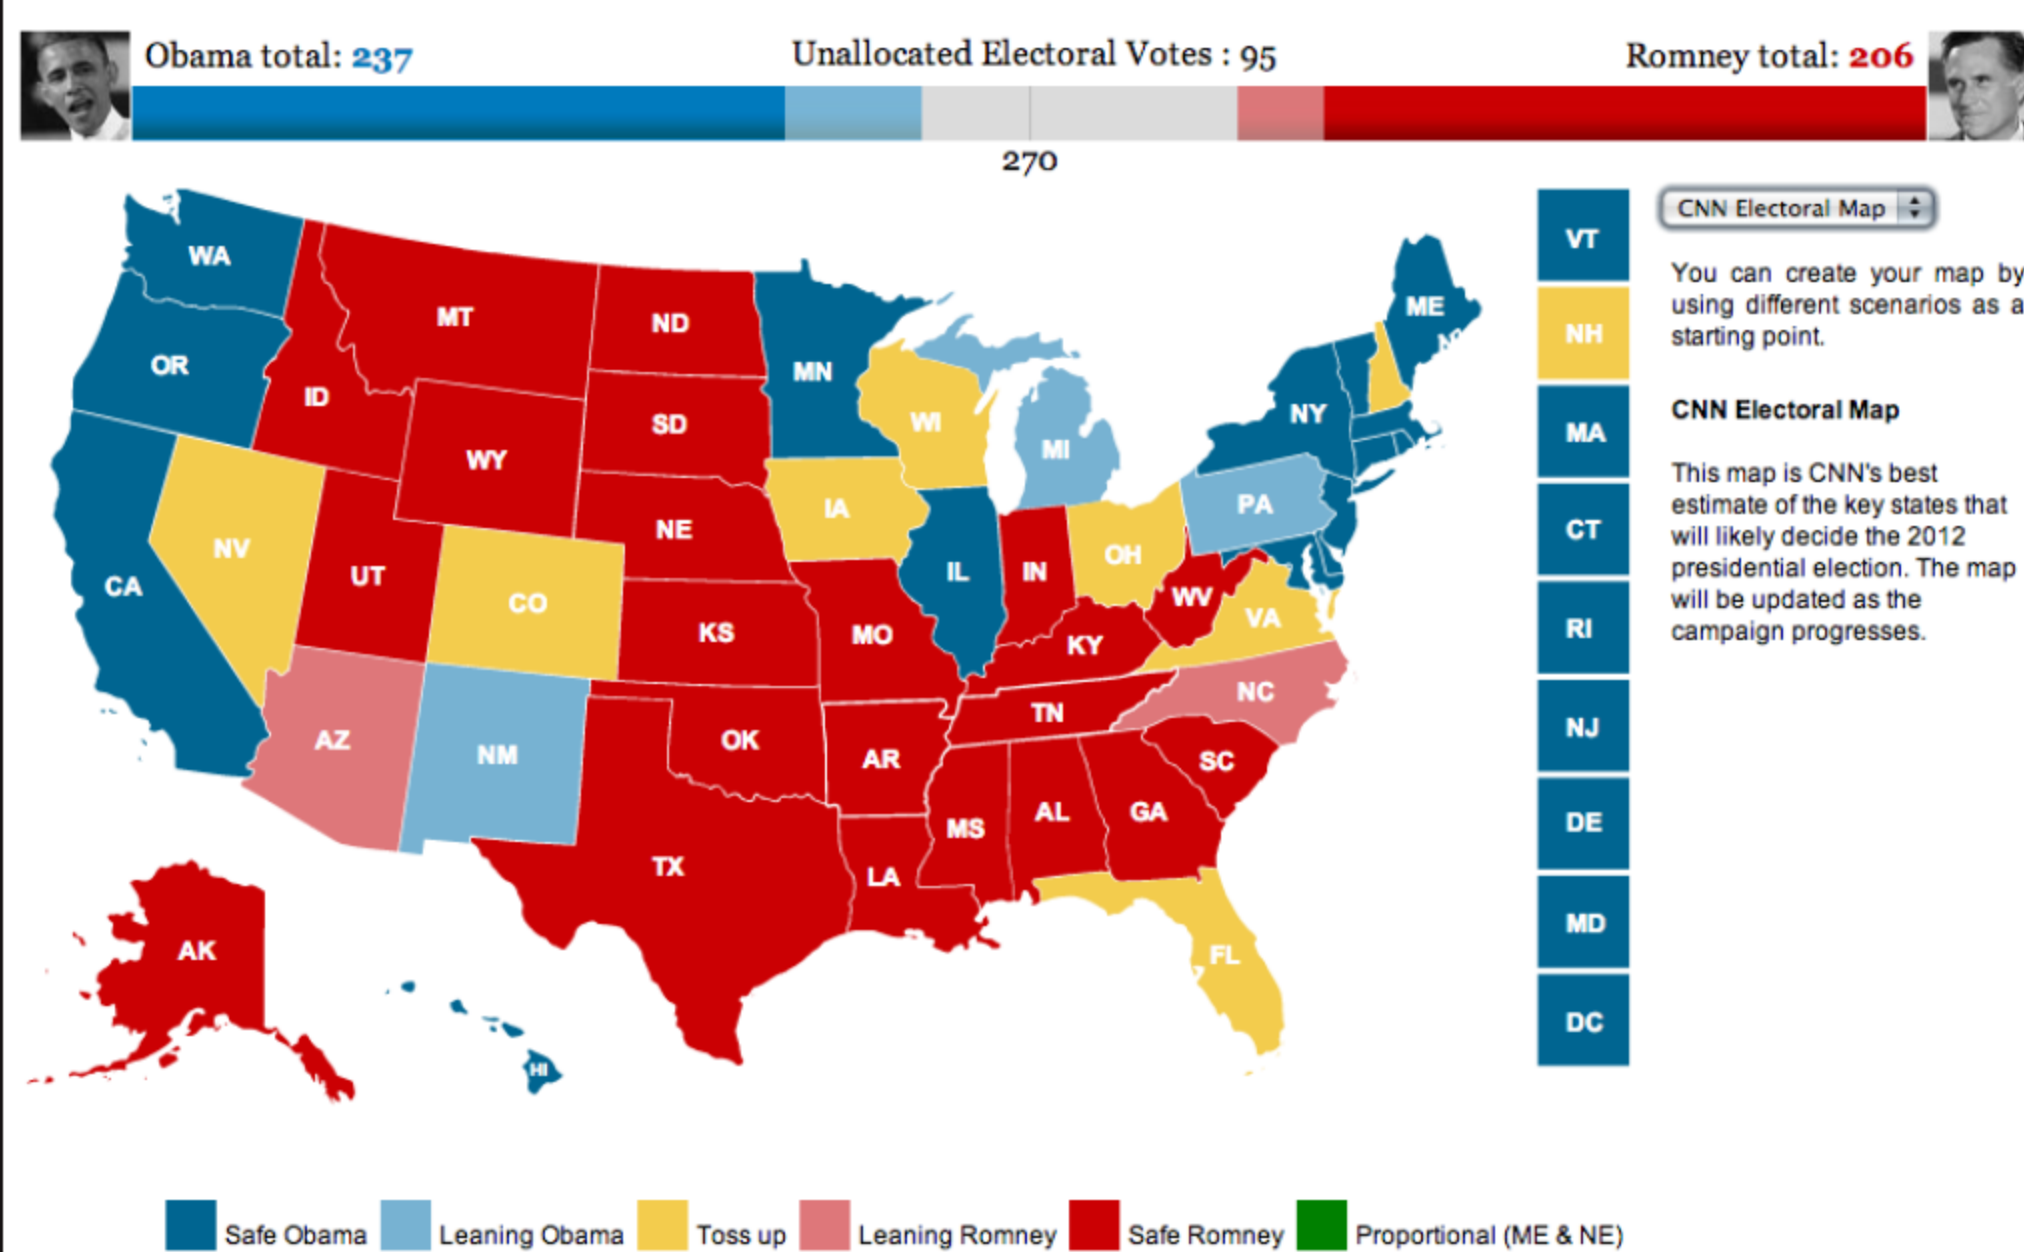 Obama total: 237
Unallocated Electoral Votes : 95
Romney total: 206
270
CNN Electoral Map
You can create your map by
using different scenarios as a
starting point.
CNN Electoral Map
This map is CNN's best
estimate of the key states that
will likely decide the 2012
presidential election. The map
will be updated as the
campaign progresses.
VT
NH
MA
CT
RI
NJ
DE
MD
DC
WA
MT
ND
ME
OR
ID
MN
SD
WI
NY
WY
MI
NV
NE
IA
PA
UT
CA
CO
IL
IN
OH
WV
VA
KS
MO
KY
AZ
NM
OK
AR
TN
NC
SC
TX
LA
MS
AL
GA
FL
AK
HI
Safe Obama
Leaning Obama
Toss up
Leaning Romney
Safe Romney
Proportional (ME & NE)